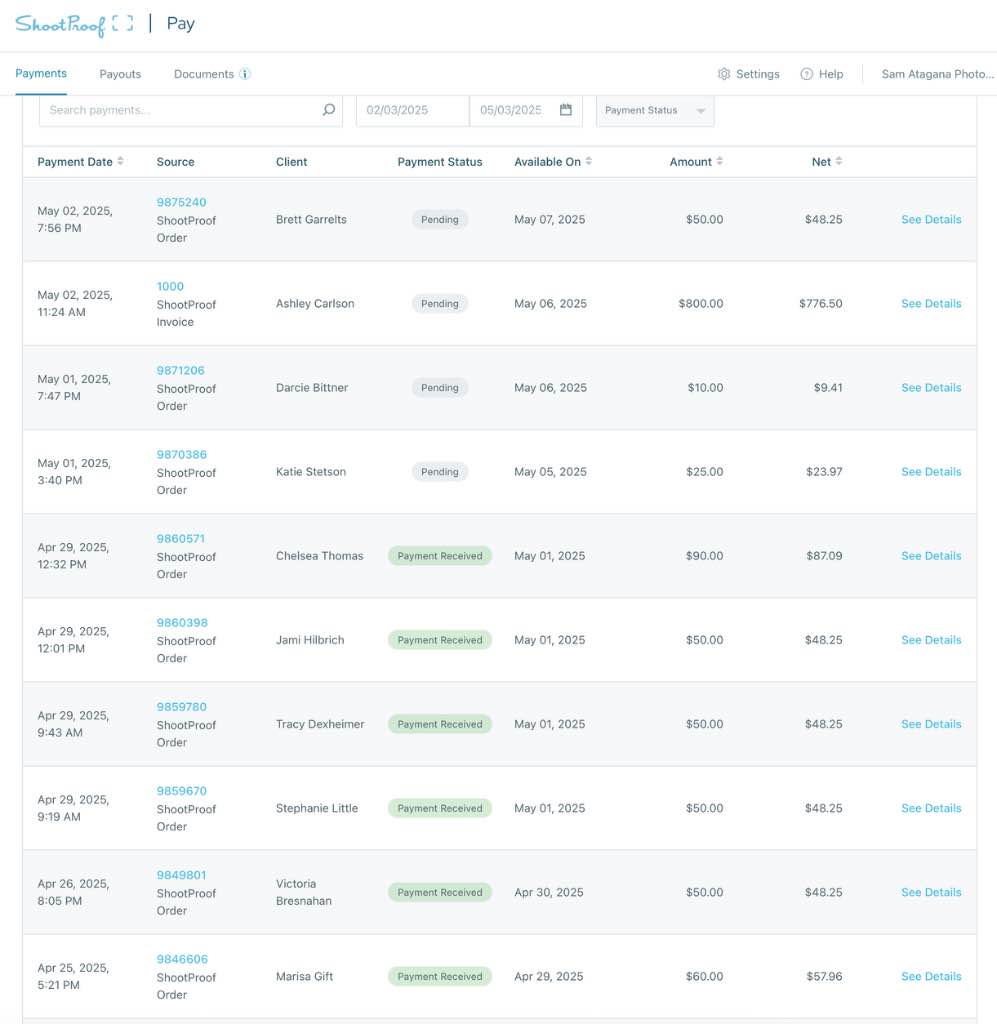 ShootProof | Pay
Payments Payouts Documents Settings Help Sam Atagana Photo...
Search payments... 02/03/2025 05/03/2025 Payment Status
Payment Date Source Client Payment Status Available On Amount Net
May 02, 2025,
7:56 PM
9875240
ShootProof
Order
Brett Garrelts Pending May 07, 2025 $50.00 $48.25 See Details
May 02, 2025,
11:24 AM
1000
ShootProof
Invoice
Ashley Carlson Pending May 06, 2025 $800.00 $776.50 See Details
May 01, 2025,
7:47 PM
9871206
ShootProof
Order
Darcie Bittner Pending May 06, 2025 $10.00 $9.41 See Details
May 01, 2025,
3:40 PM
9870386
ShootProof
Order
Katie Stetson Pending May 05, 2025 $25.00 $23.97 See Details
Apr 29, 2025,
12:32 PM
9860571
ShootProof
Order
Chelsea Thomas Payment Received May 01, 2025 $90.00 $87.09 See Details
Apr 29, 2025,
12:01 PM
9860398
ShootProof
Order
Jami Hilbrich Payment Received May 01, 2025 $50.00 $48.25 See Details
Apr 29, 2025,
9:43 AM
9859780
ShootProof
Order
Tracy Dexheimer Payment Received May 01, 2025 $50.00 $48.25 See Details
Apr 29, 2025,
9:19 AM
9859670
ShootProof
Order
Stephanie Little Payment Received May 01, 2025 $50.00 $48.25 See Details
Apr 26, 2025,
8:05 PM
9849801
ShootProof
Order
Victoria
Bresnahan
Payment Received Apr 30, 2025 $50.00 $48.25 See Details
Apr 25, 2025,
5:21 PM
9846606
ShootProof
Order
Marisa Gift Payment Received Apr 29, 2025 $60.00 $57.96 See Details